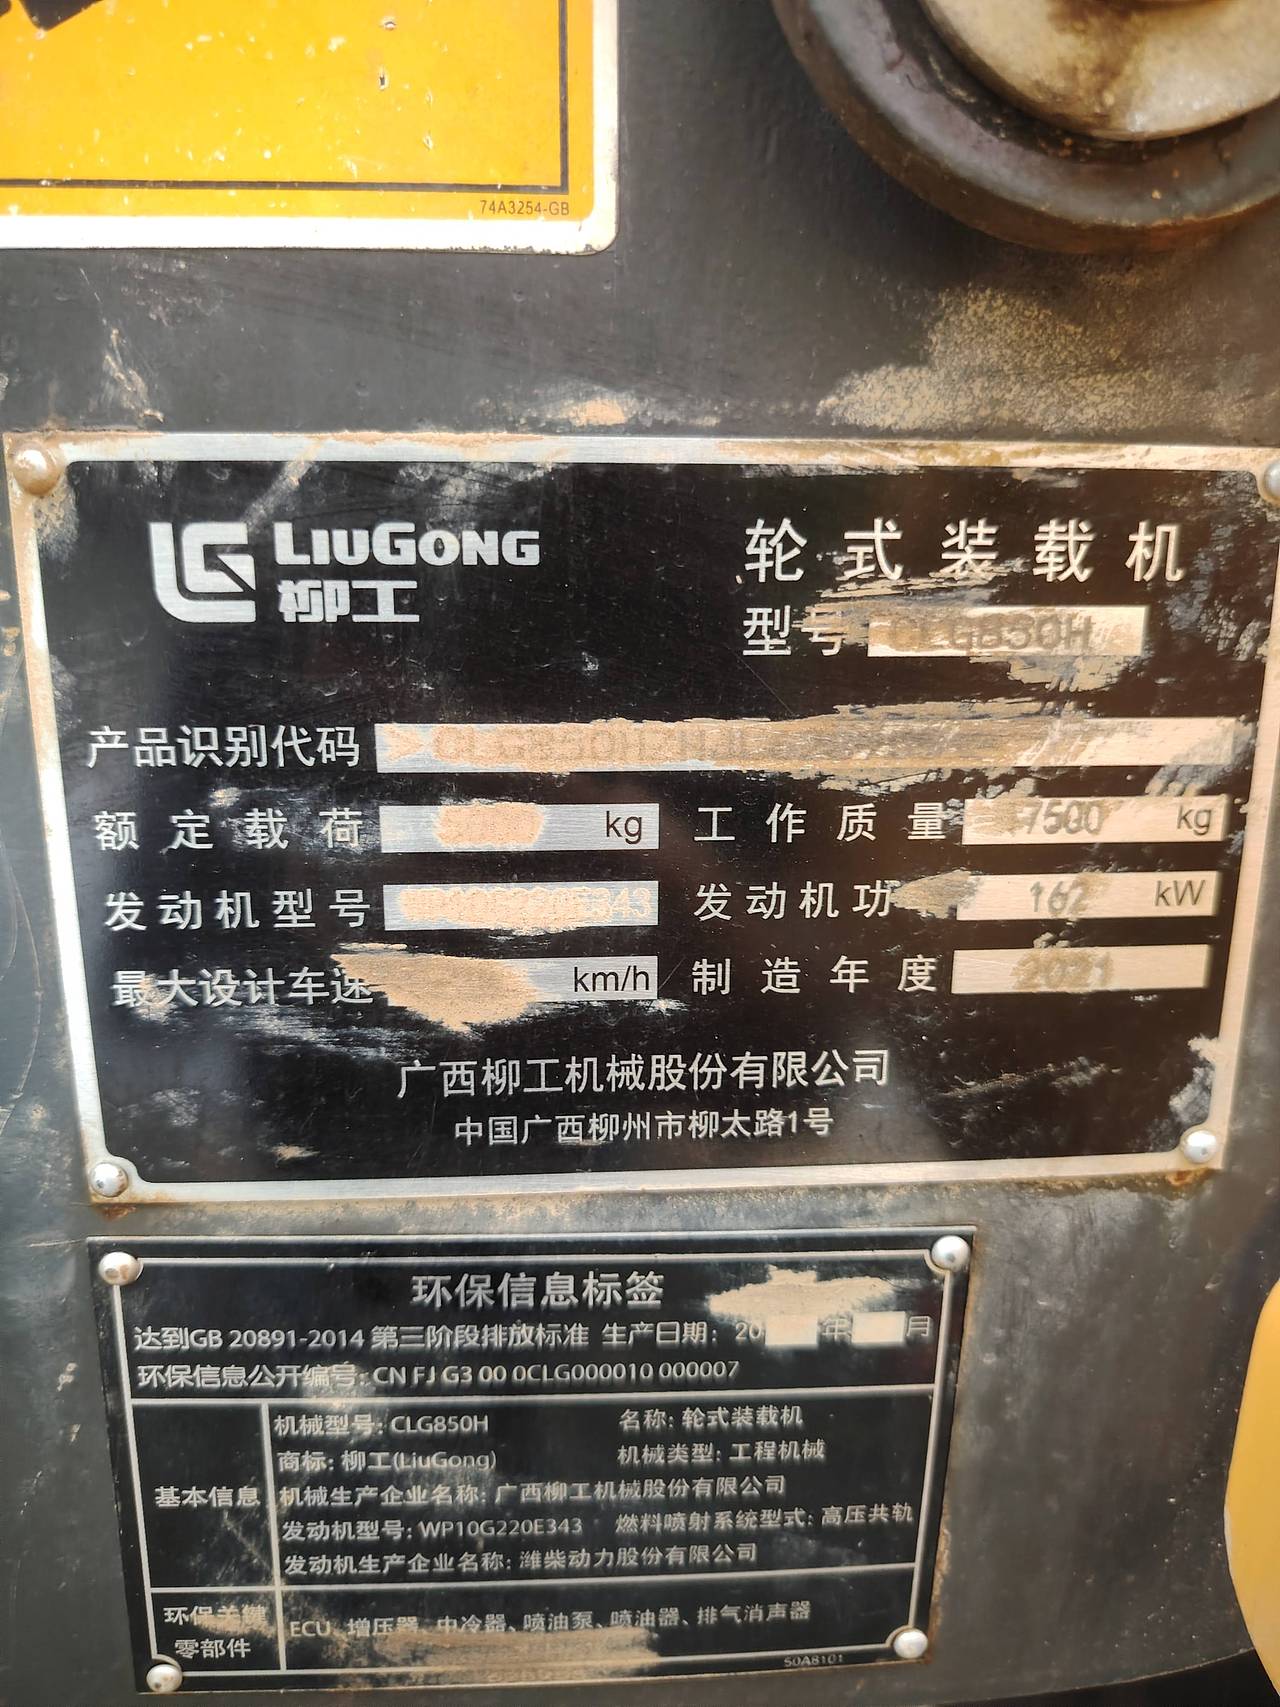 74A3254-GB
LIUGONG
柳工
轮式装载机
型号 CLG850H
产品识别代码
额定载荷 kg 工作质量 7500 kg
发动机型号 343 发动机功 162 kW
最大设计车速 km/h 制造年度 2021
广西柳工机械股份有限公司
中国广西柳州市柳太路1号
环保信息标签
达到GB 20891-2014 第三阶段排放标准 生产日期: 20 年 月
环保信息公开编号: CN FJ G3 00 0CLG000010 000007
机械型号: CLG850H 名称: 轮式装载机
商标: 柳工(LiuGong) 机械类型: 工程机械
基本信息 机械生产企业名称: 广西柳工机械股份有限公司
发动机型号: WP10G220E343 燃料喷射系统型式: 高压共轨
发动机生产企业名称: 潍柴动力股份有限公司
环保关键零部件 ECU、增压器、中冷器、喷油泵、喷油器、排气消声器
50A8101